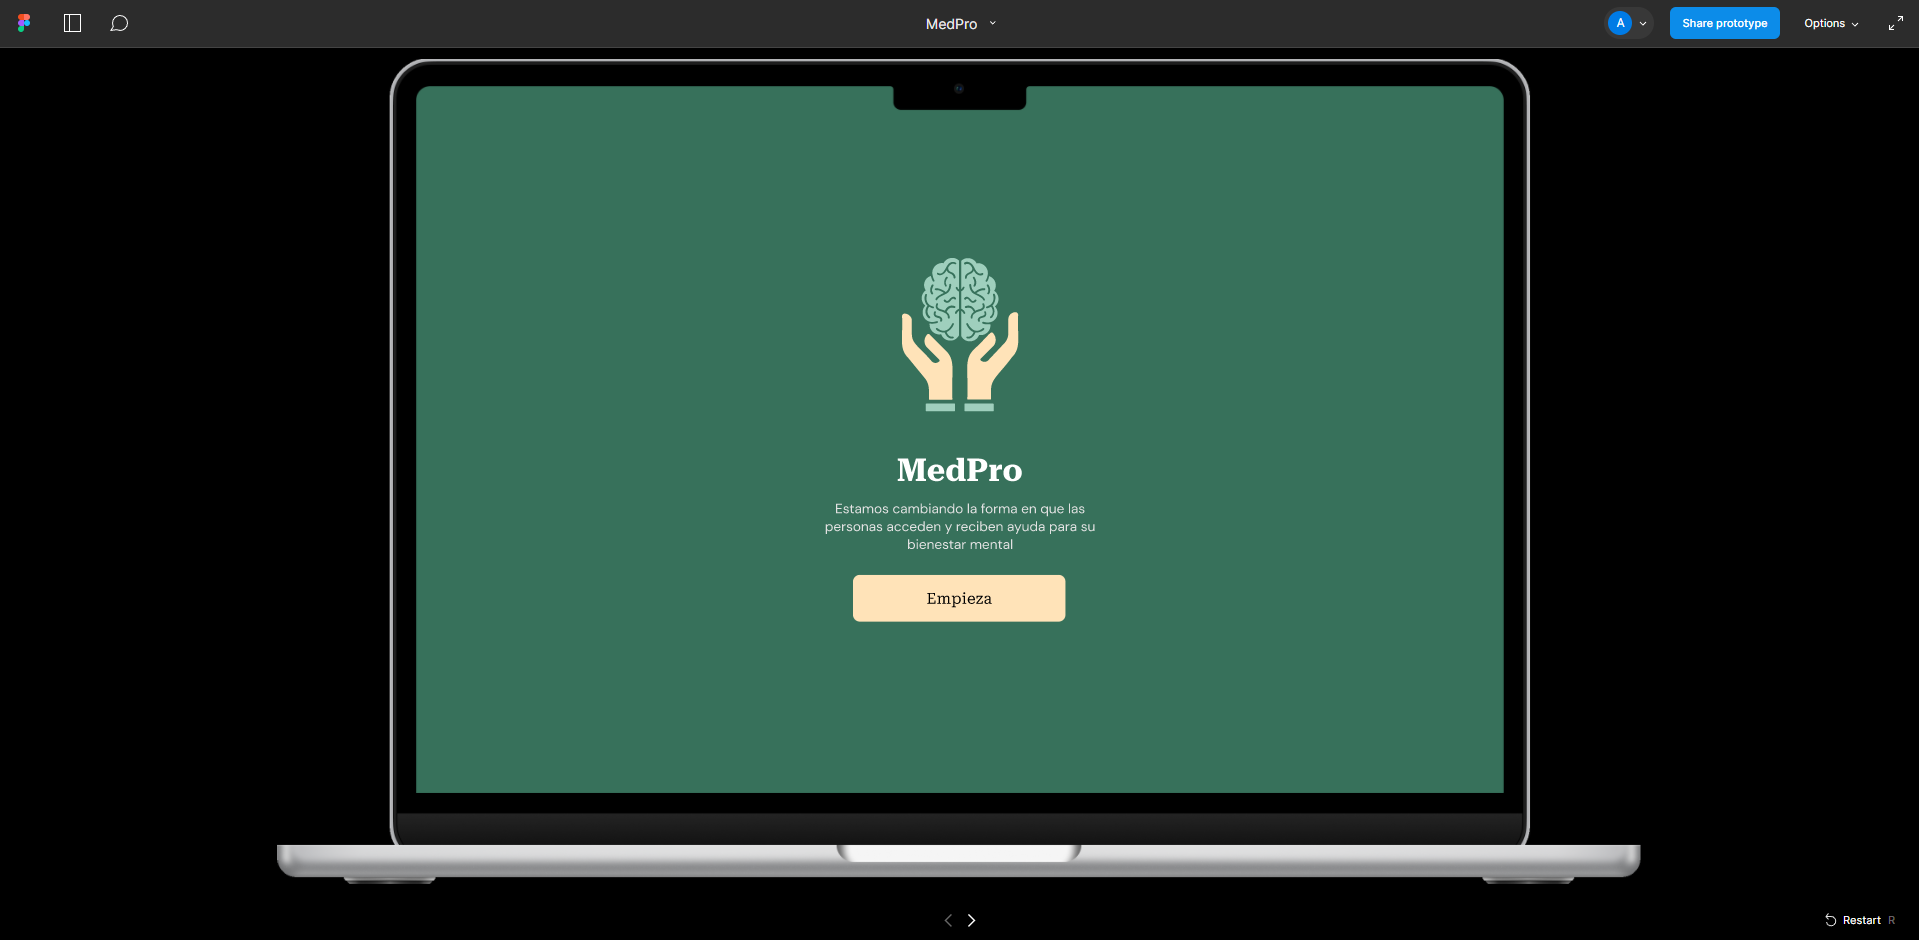 MedPro
A
Share prototype
Options
MedPro
Estamos cambiando la forma en que las
personas acceden y reciben ayuda para su
bienestar mental
Empieza
Restart R